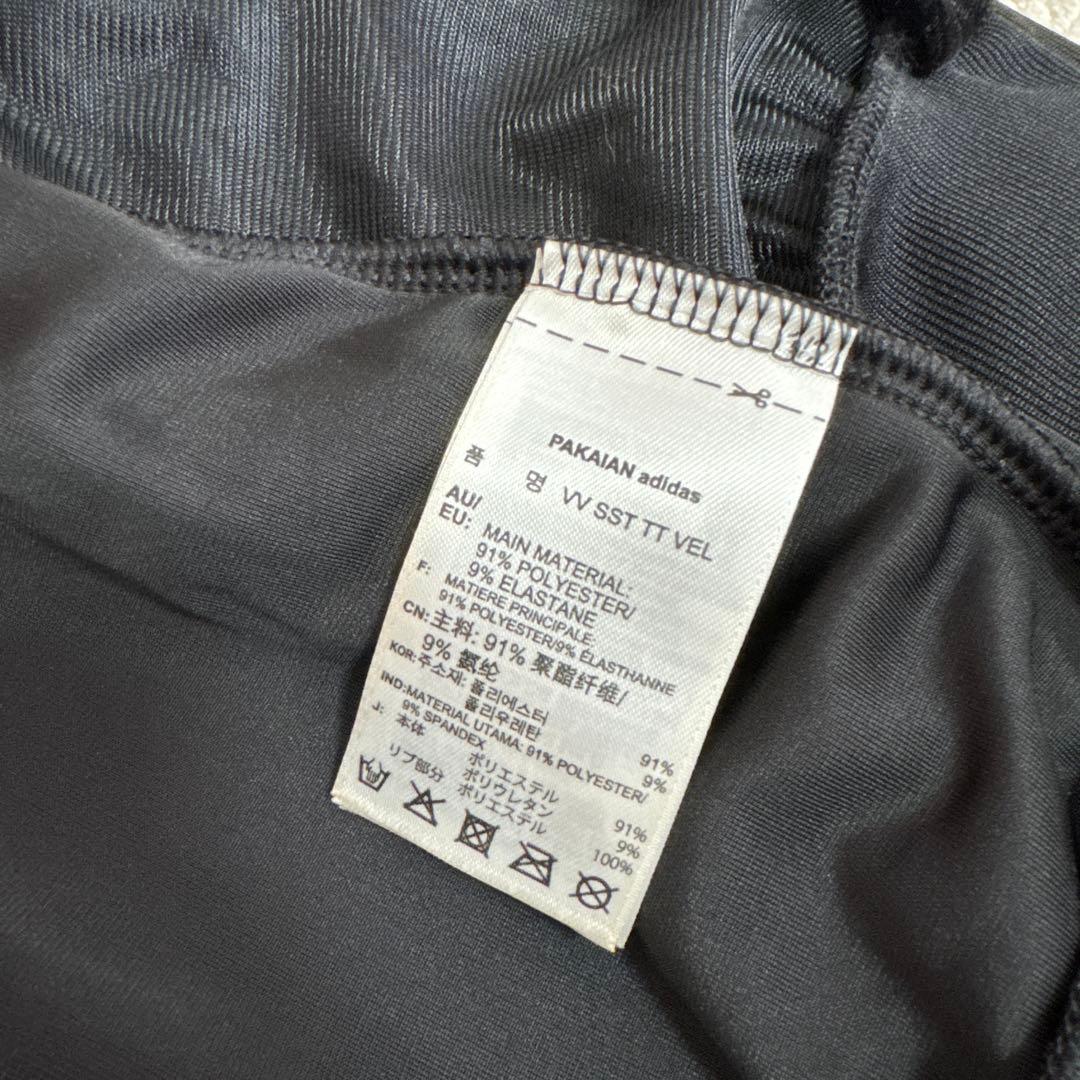 PAKAIAN adidas
품 명 VV SST TT VEL
AU/
EU: MAIN MATERIAL:
91% POLYESTER/
9% ELASTANE
F: MATIERE PRINCIPALE:
91% POLYESTER/9% ÉLASTHANNE
CN: 主料: 91% 聚酯纤维/
9% 氨纶
KOR: 주소재: 폴리에스터 91%
폴리우레탄 9%
IND: MATERIAL UTAMA: 91% POLYESTER/
9% SPANDEX
J: 本体 ポリエステル 91%
ポリウレタン 9%
リブ部分 ポリエステル 100%